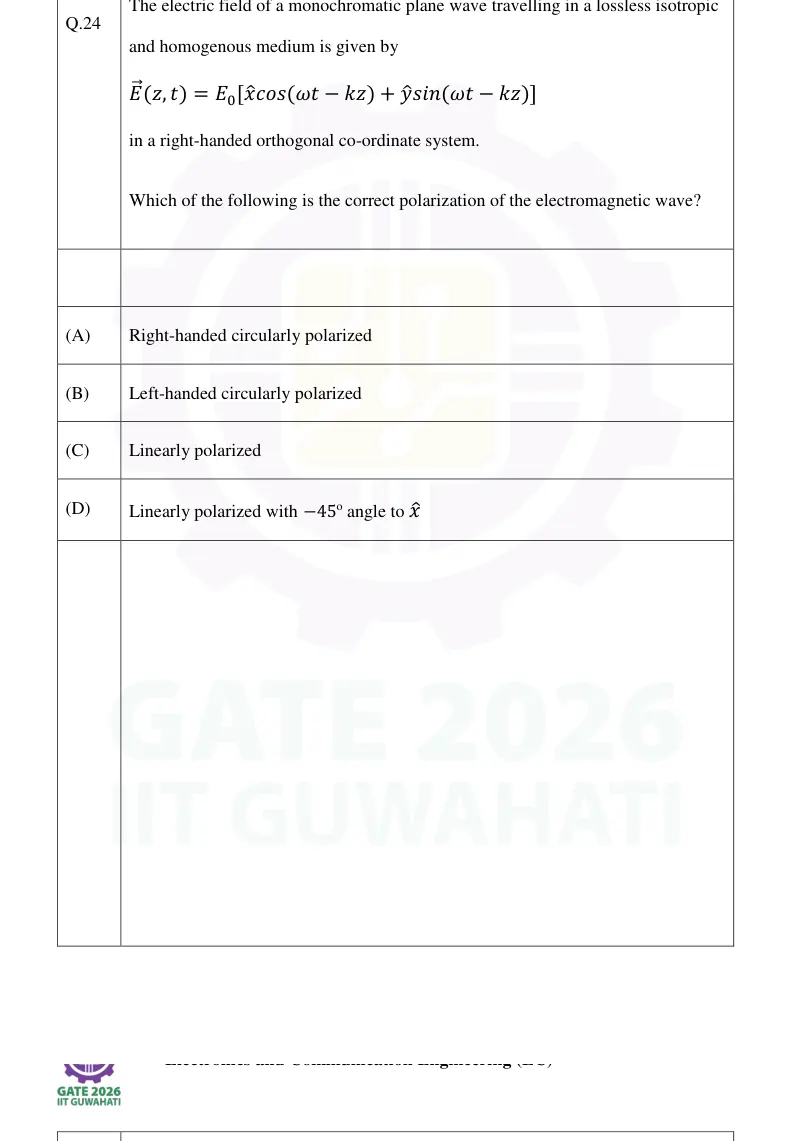 The electric field of a monochromatic plane wave travelling in a lossless isotropic
Q.24
and homogenous medium is given by
E⃗(z, t) = E₀[x̂cos(ωt − kz) + ŷsin(ωt − kz)]
in a right-handed orthogonal co-ordinate system.
Which of the following is the correct polarization of the electromagnetic wave?
(A) Right-handed circularly polarized
(B) Left-handed circularly polarized
(C) Linearly polarized
(D) Linearly polarized with −45° angle to x̂
GATE 2026
IIT GUWAHATI
GATE 2026
IIT GUWAHATI